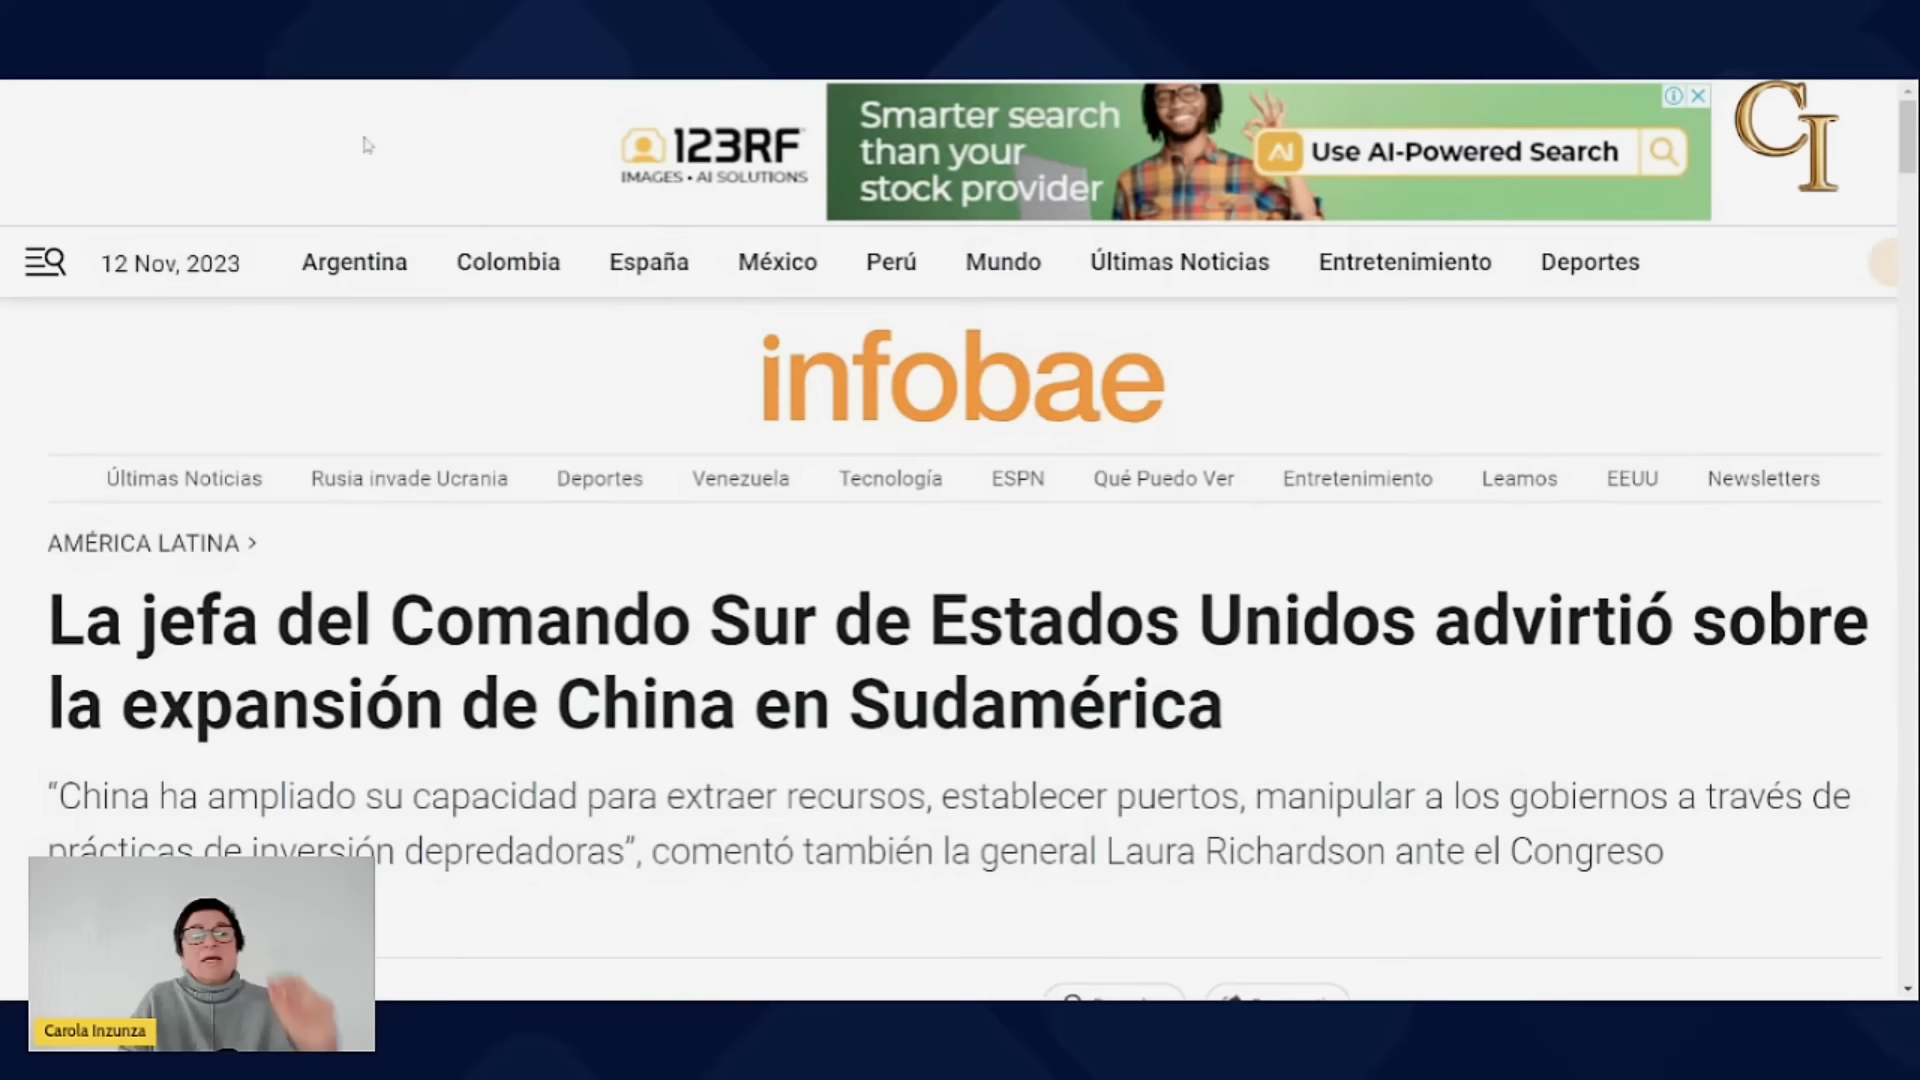 123RF
IMAGES • AI SOLUTIONS
Smarter search
than your
stock provider
AI Use AI-Powered Search
CI
12 Nov, 2023 Argentina Colombia España México Perú Mundo Últimas Noticias Entretenimiento Deportes
infobae
Últimas Noticias Rusia invade Ucrania Deportes Venezuela Tecnología ESPN Qué Puedo Ver Entretenimiento Leamos EEUU Newsletters
AMÉRICA LATINA >
La jefa del Comando Sur de Estados Unidos advirtió sobre
la expansión de China en Sudamérica
“China ha ampliado su capacidad para extraer recursos, establecer puertos, manipular a los gobiernos a través de
prácticas de inversión depredadoras”, comentó también la general Laura Richardson ante el Congreso
Carola Inzunza